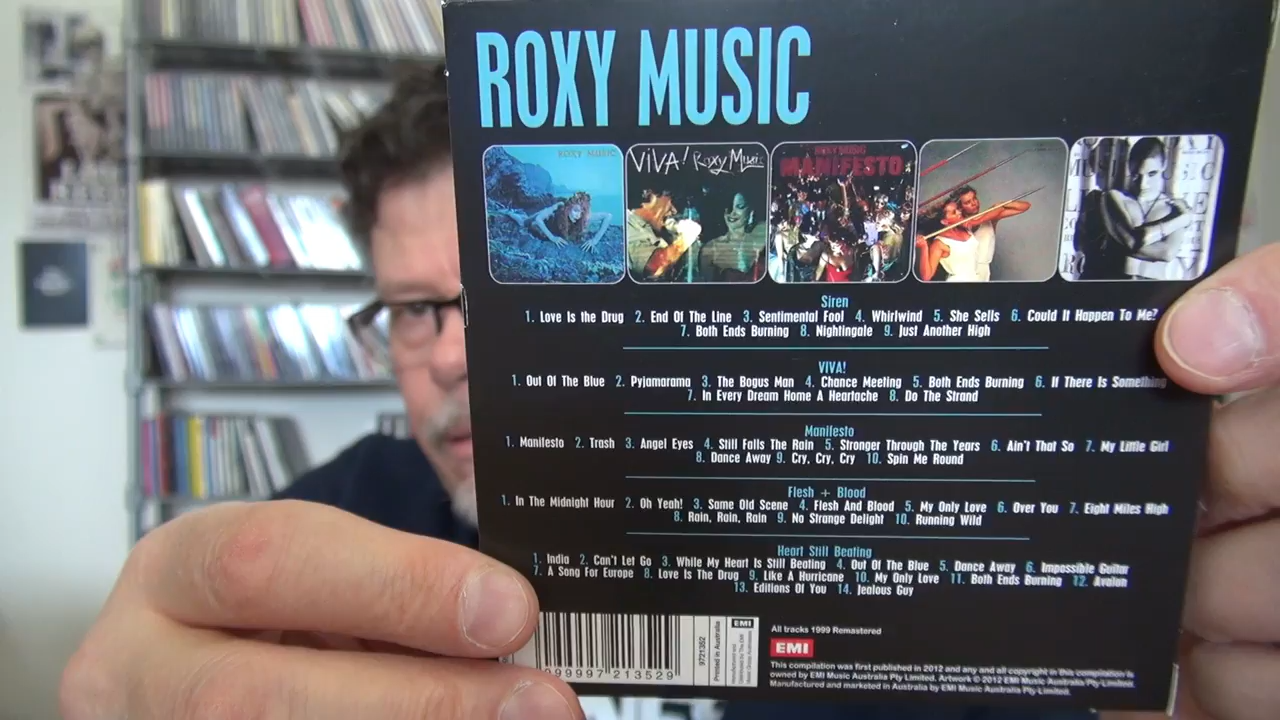 ROXY MUSIC
ROXY MUSIC
VIVA! ROXY MUSIC
ROXY MUSIC
MANIFESTO
Siren
1. Love Is the Drug 2. End Of The Line 3. Sentimental Fool 4. Whirlwind 5. She Sells 6. Could It Happen To Me?
7. Both Ends Burning 8. Nightingale 9. Just Another High
VIVA!
1. Out Of The Blue 2. Pyjamarama 3. The Bogus Man 4. Chance Meeting 5. Both Ends Burning 6. If There Is Something
7. In Every Dream Home A Heartache 8. Do The Strand
Manifesto
1. Manifesto 2. Trash 3. Angel Eyes 4. Still Falls The Rain 5. Stronger Through The Years 6. Ain't That So 7. My Little Girl
8. Dance Away 9. Cry, Cry, Cry 10. Spin Me Round
Flesh + Blood
1. In The Midnight Hour 2. Oh Yeah! 3. Same Old Scene 4. Flesh And Blood 5. My Only Love 6. Over You 7. Eight Miles High
8. Rain, Rain, Rain 9. No Strange Delight 10. Running Wild
Heart Still Beating
1. India 2. Can't Let Go 3. While My Heart Is Still Beating 4. Out Of The Blue 5. Dance Away 6. Impossible Guitar
7. A Song For Europe 8. Love Is The Drug 9. Like A Hurricane 10. My Only Love 11. Both Ends Burning 12. Avalon
13. Editions Of You 14. Jealous Guy
099997 213529
9721352
Printed in Australia
EMI
All tracks 1999 Remastered
EMI
This compilation was first published in 2012 and any and all copyright in this compilation is
owned by EMI Music Australia Pty Limited. Artwork © 2012 EMI Music Australia Pty Limited.
Manufactured and marketed in Australia by EMI Music Australia Pty Limited.